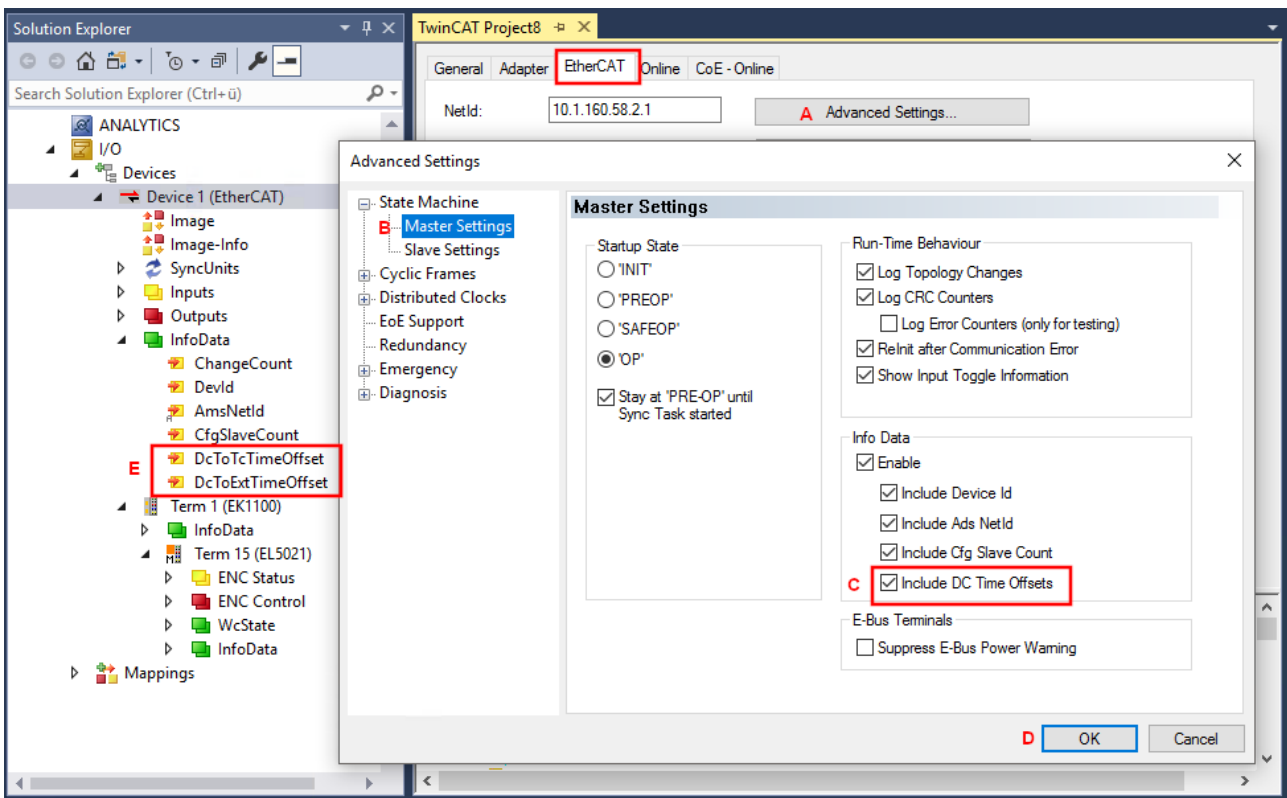 Solution Explorer
Search Solution Explorer (Ctrl+ü)
ANALYTICS
I/O
Devices
Device 1 (EtherCAT)
Image
Image-Info
SyncUnits
Inputs
Outputs
InfoData
ChangeCount
DevId
AmsNetId
CfgSlaveCount
E
DcToTcTimeOffset
DcToExtTimeOffset
Term 1 (EK1100)
InfoData
Term 15 (EL5021)
ENC Status
ENC Control
WcState
InfoData
Mappings
TwinCAT Project8
General Adapter EtherCAT Online CoE - Online
NetId: 10.1.160.58.2.1 A Advanced Settings...
Advanced Settings
State Machine
B Master Settings
Slave Settings
Cyclic Frames
Distributed Clocks
EoE Support
Redundancy
Emergency
Diagnosis
Master Settings
Startup State
'INIT'
'PREOP'
'SAFEOP'
'OP'
Stay at 'PRE-OP' until
Sync Task started
Run-Time Behaviour
Log Topology Changes
Log CRC Counters
Log Error Counters (only for testing)
ReInit after Communication Error
Show Input Toggle Information
Info Data
Enable
Include Device Id
Include Ads NetId
Include Cfg Slave Count
C Include DC Time Offsets
E-Bus Terminals
Suppress E-Bus Power Warning
D OK Cancel